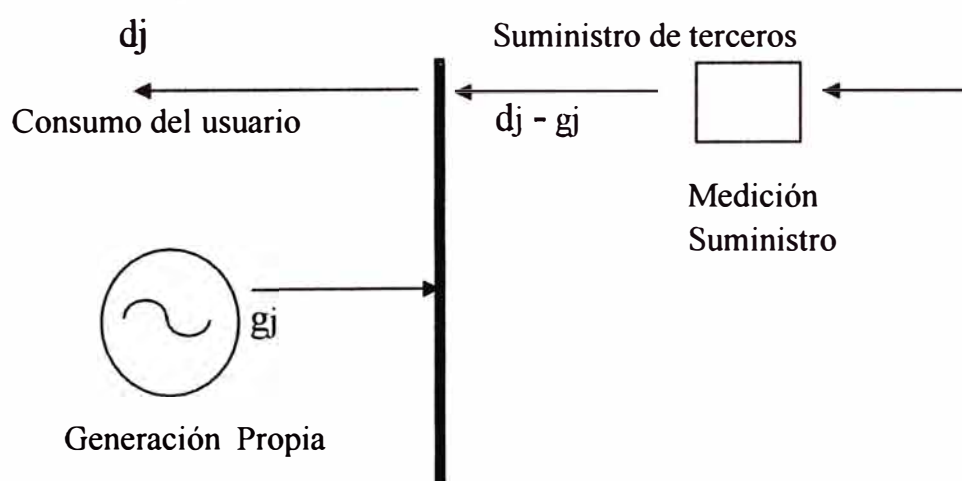 dj
Suministro de terceros
Consumo del usuario
dj - gj
Medición
Suministro
gj
Generación Propia